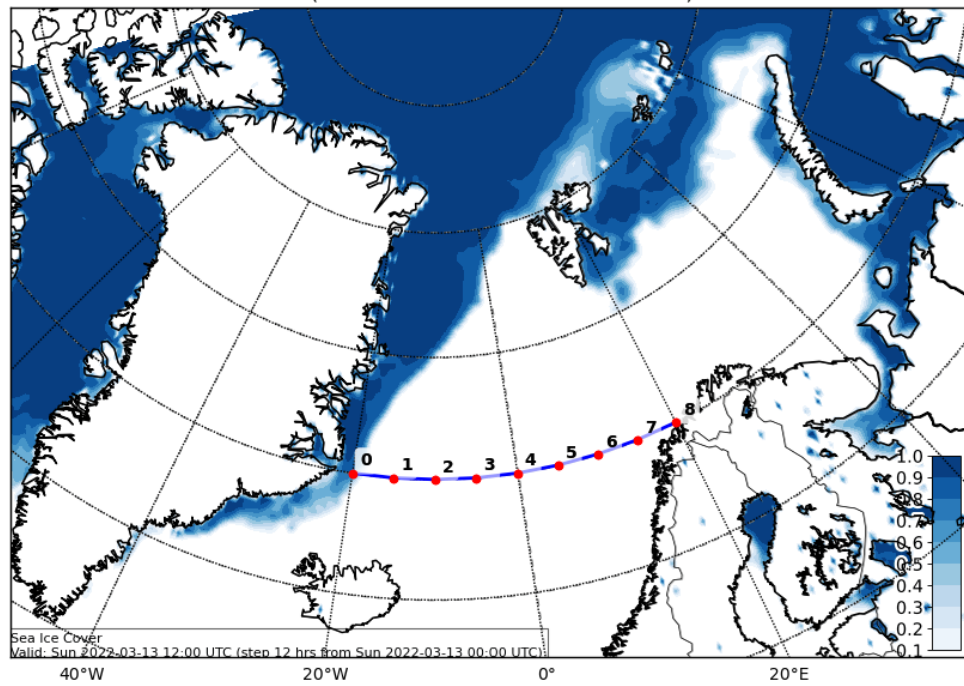 0 1 2 3 4 5 6 7 8
1.0
0.9
0.8
0.7
0.6
0.5
0.4
0.3
0.2
0.1
Sea Ice Cover
Valid: Sun 2022-03-13 12:00 UTC (step 12 hrs from Sun 2022-03-13 00:00 UTC)
40°W 20°W 0° 20°E